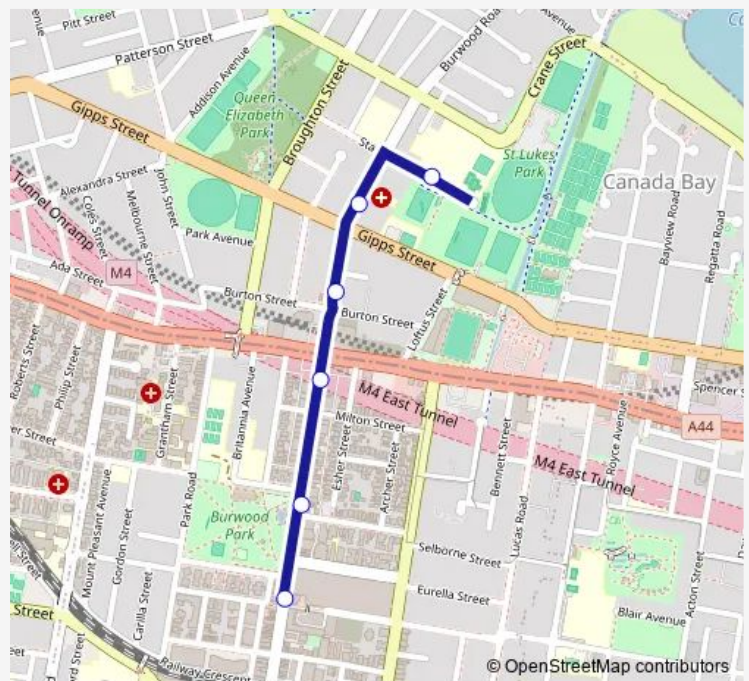 Pitt Street
Patterson Street
Addison Avenue
Queen
Elizabeth
Park
Broughton Street
Burwood Roa
Avenue
Crane Street
Gipps Street
Sta
St Lukes
Park
Canada Bay
Alexandra Street
Coles Street
Melbourne Street
John Street
Park Avenue
Tunnel Onramp
M4
Ada Street
Gipps Street
Bayview Road
Regatta Road
Burton Street
Burton Street
Loftus Street
Roberts Street
Philip Street
Grantham Street
Britannia Avenue
M4 East Tunnel
Spencer S
A44
Milton Street
Esher Street
Archer Street
Bennett Street
M4 East Tunnel
Royce Avenue
er Street
Mount Pleasant Avenue
Gordon Street
Park Road
Burwood
Park
Lucas Road
Selborne Street
Eurella Street
Acton Street
Blair Avenue
Street
Carilla Street
Railway Crescent
© OpenStreetMap contributors